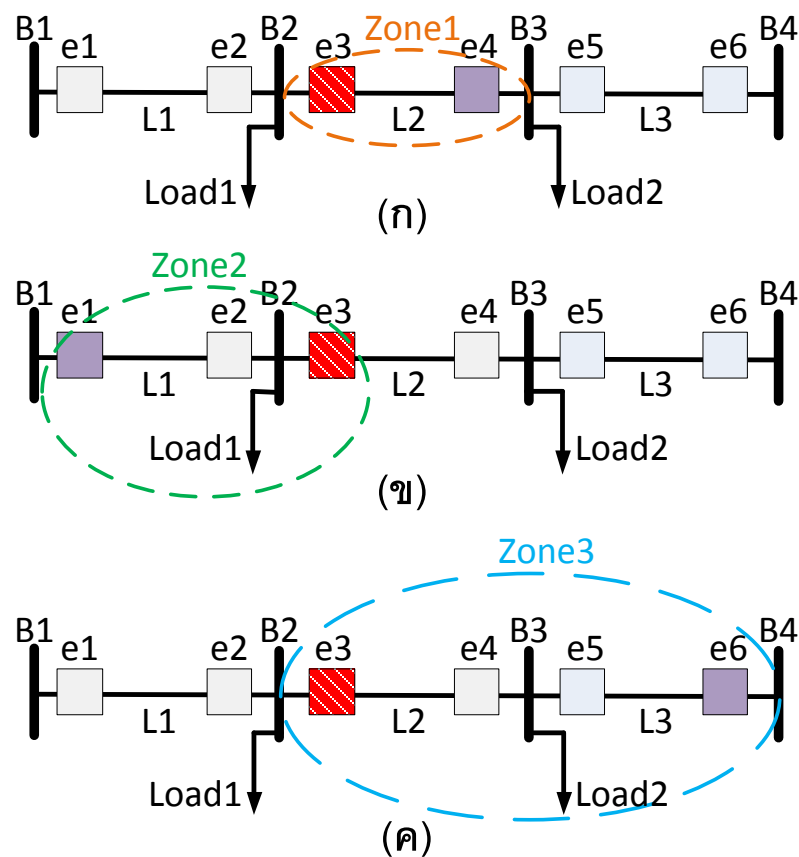 Zone1
B1 e1 e2 B2 e3 e4 B3 e5 e6 B4
L1 L2 L3
Load1 Load2
(ก)
Zone2
B1 e1 e2 B2 e3 e4 B3 e5 e6 B4
L1 L2 L3
Load1 Load2
(ข)
Zone3
B1 e1 e2 B2 e3 e4 B3 e5 e6 B4
L1 L2 L3
Load1 Load2
(ค)